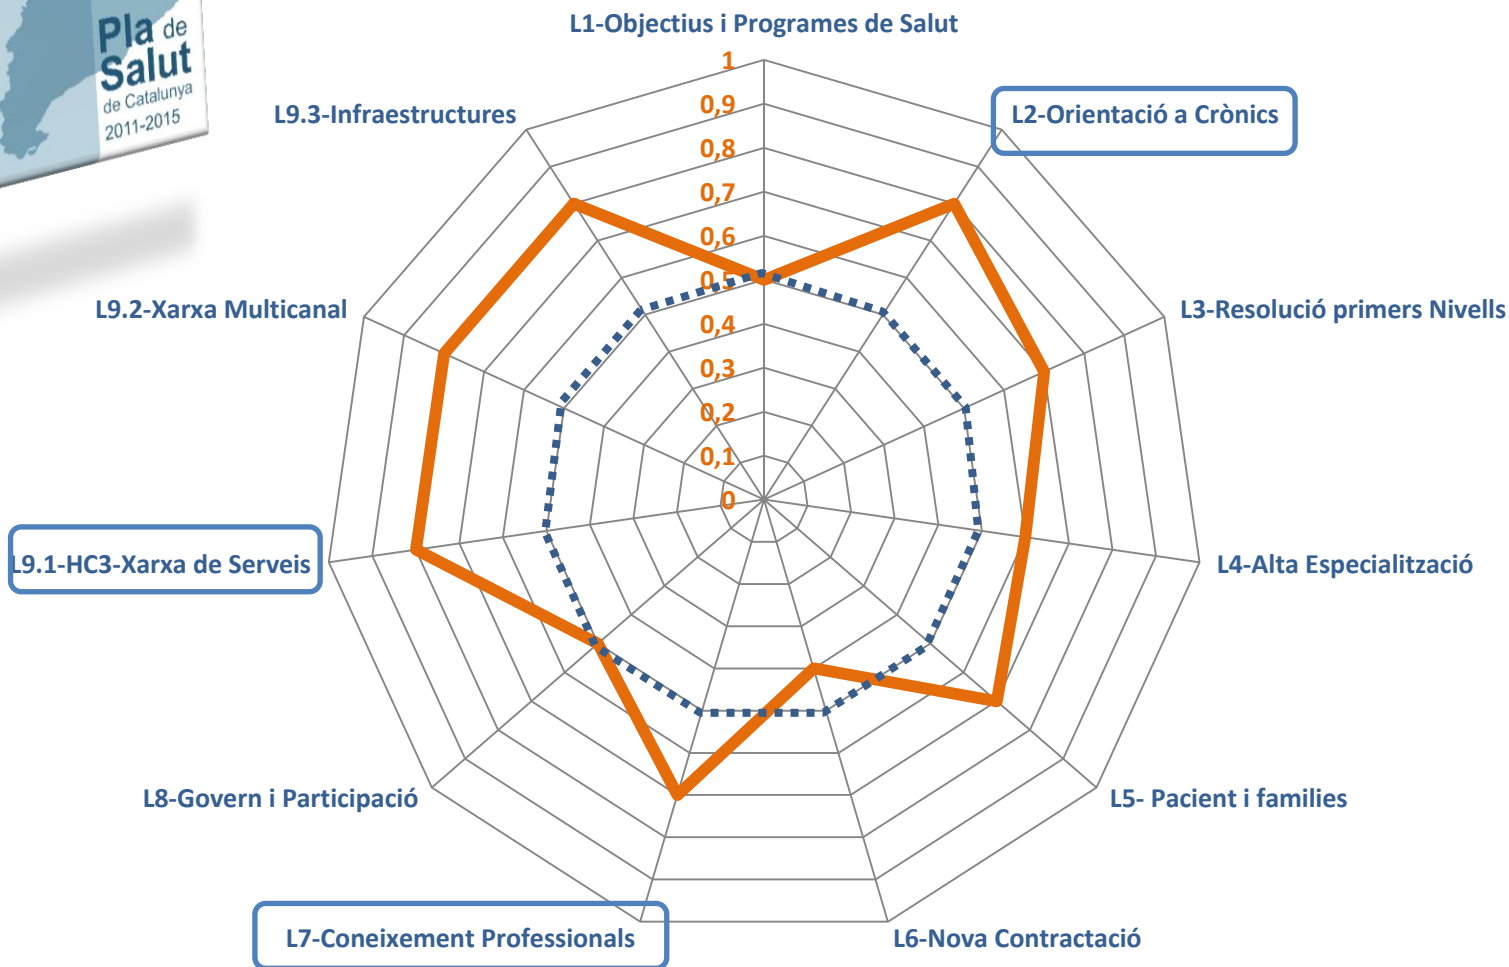 Pla de
Salut
de Catalunya
2011-2015
L1-Objectius i Programes de Salut
L2-Orientació a Crònics
L3-Resolució primers Nivells
L4-Alta Especialització
L5- Pacient i families
L6-Nova Contractació
L7-Coneixement Professionals
L8-Govern i Participació
L9.1-HC3-Xarxa de Serveis
L9.2-Xarxa Multicanal
L9.3-Infraestructures
1
0,9
0,8
0,7
0,6
0,5
0,4
0,3
0,2
0,1
0